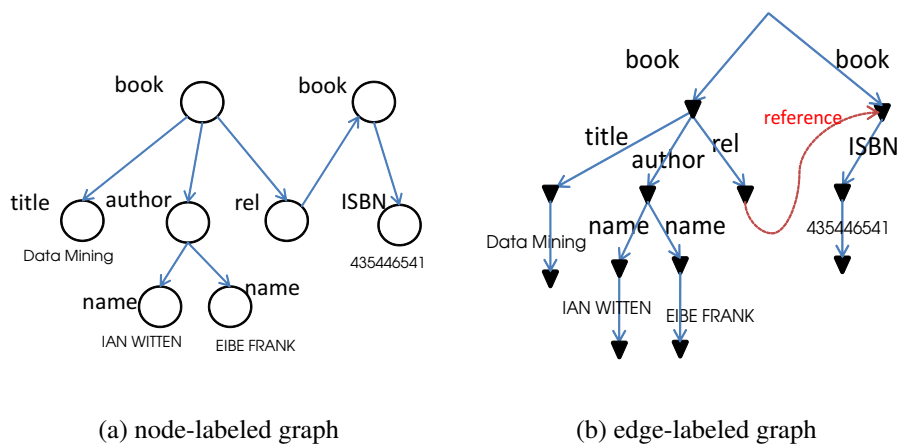 book
book
title
author
rel
ISBN
Data Mining
435446541
name
name
IAN WITTEN
EIBE FRANK
(a) node-labeled graph
book
book
reference
title
author
rel
ISBN
name
name
Data Mining
435446541
IAN WITTEN
EIBE FRANK
(b) edge-labeled graph